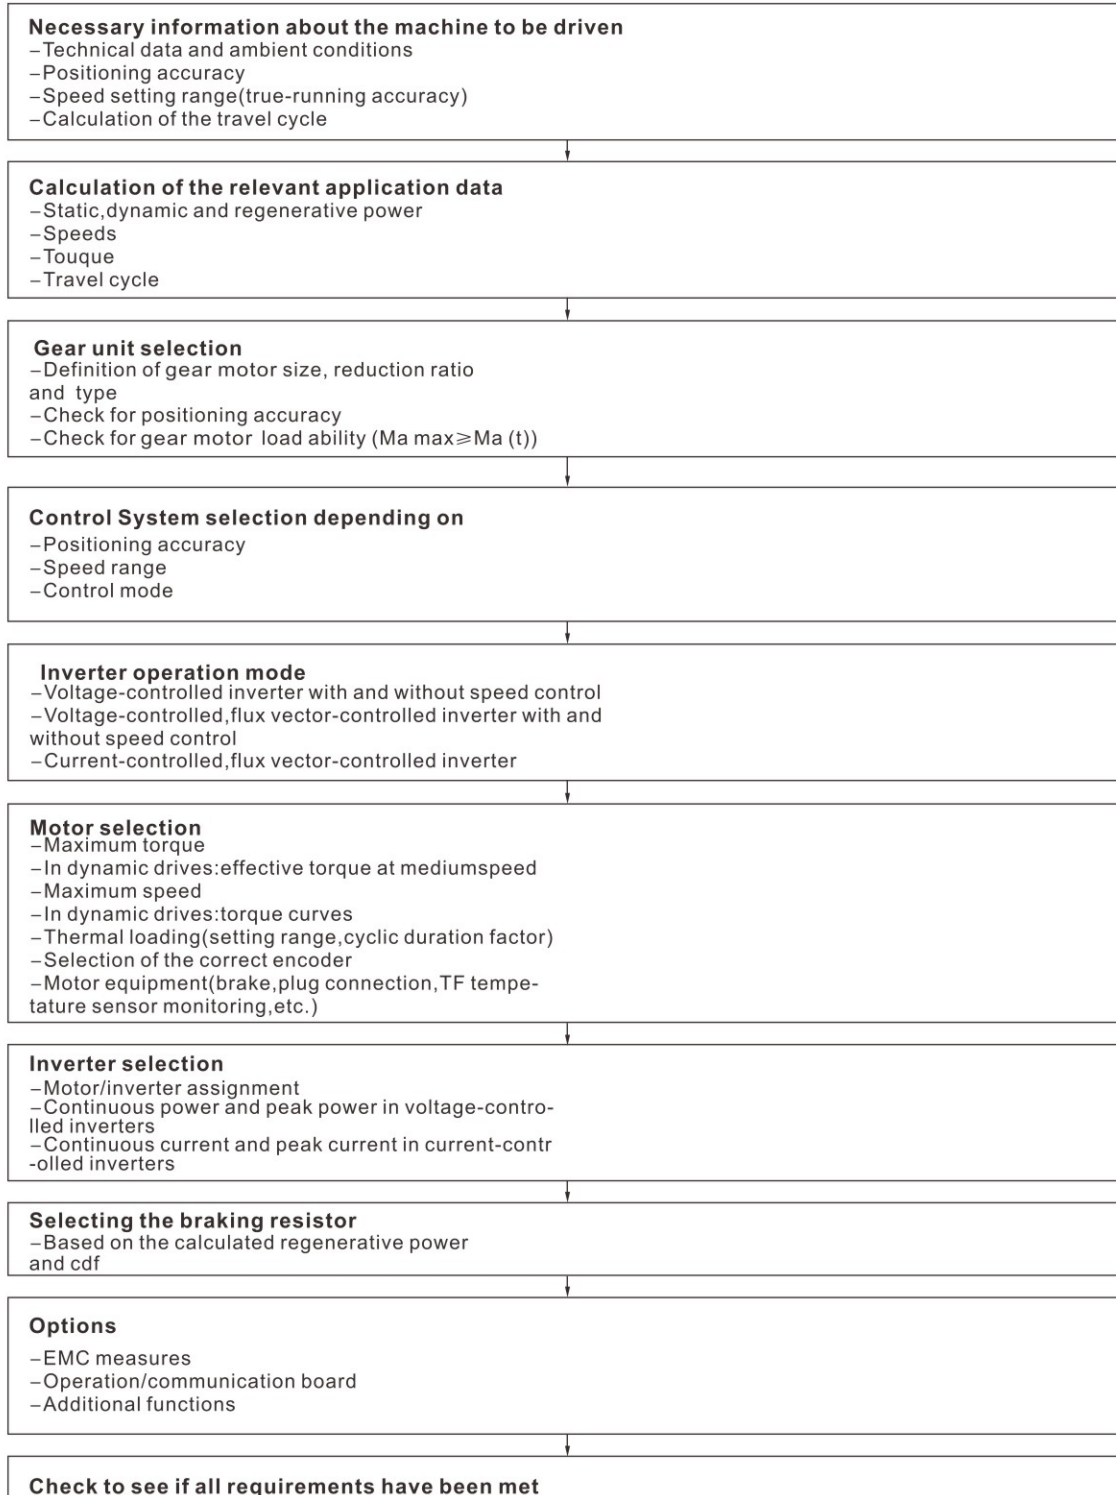 Necessary information about the machine to be driven
–Technical data and ambient conditions
–Positioning accuracy
–Speed setting range(true-running accuracy)
–Calculation of the travel cycle
Calculation of the relevant application data
–Static,dynamic and regenerative power
–Speeds
–Touque
–Travel cycle
Gear unit selection
–Definition of gear motor size, reduction ratio
and type
–Check for positioning accuracy
–Check for gear motor load ability (Ma max≥Ma (t))
Control System selection depending on
–Positioning accuracy
–Speed range
–Control mode
Inverter operation mode
–Voltage-controlled inverter with and without speed control
–Voltage-controlled,flux vector-controlled inverter with and
without speed control
–Current-controlled,flux vector-controlled inverter
Motor selection
–Maximum torque
–In dynamic drives:effective torque at mediumspeed
–Maximum speed
–In dynamic drives:torque curves
–Thermal loading(setting range,cyclic duration factor)
–Selection of the correct encoder
–Motor equipment(brake,plug connection,TF tempe-
tature sensor monitoring,etc.)
Inverter selection
–Motor/inverter assignment
–Continuous power and peak power in voltage-contro-
lled inverters
–Continuous current and peak current in current-contr
-olled inverters
Selecting the braking resistor
–Based on the calculated regenerative power
and cdf
Options
–EMC measures
–Operation/communication board
–Additional functions
Check to see if all requirements have been met